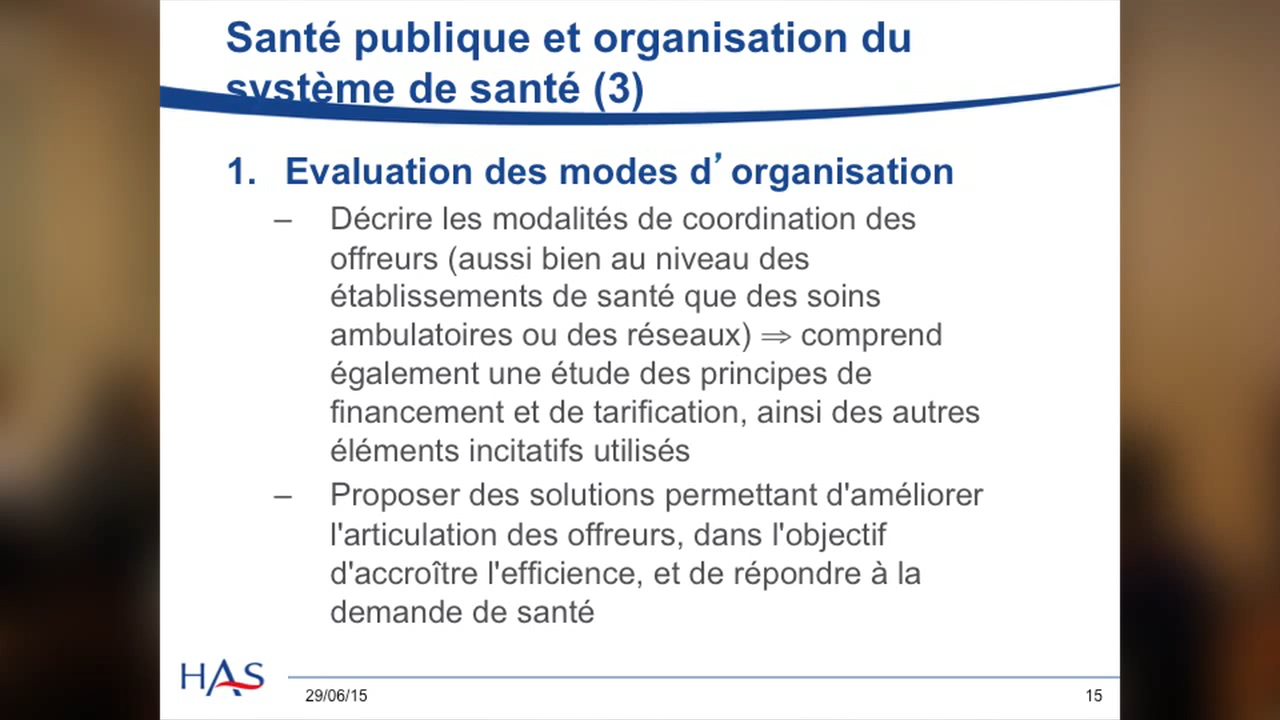 Santé publique et organisation du
système de santé (3)
1. Evaluation des modes d’organisation
– Décrire les modalités de coordination des
offreurs (aussi bien au niveau des
établissements de santé que des soins
ambulatoires ou des réseaux) ⇒ comprend
également une étude des principes de
financement et de tarification, ainsi des autres
éléments incitatifs utilisés
– Proposer des solutions permettant d'améliorer
l'articulation des offreurs, dans l'objectif
d'accroître l'efficience, et de répondre à la
demande de santé
HAS
29/06/15
15